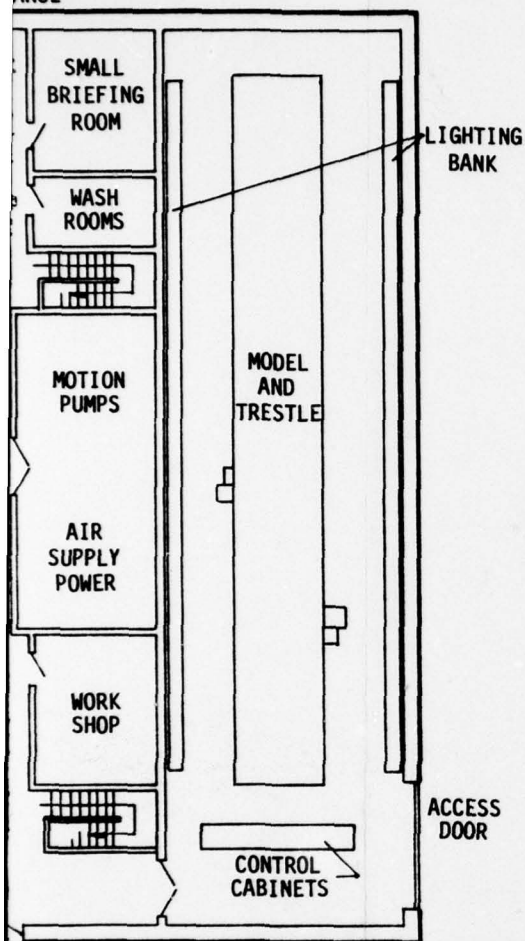 SMALL
BRIEFING
ROOM
LIGHTING
BANK
WASH
ROOMS
MOTION
PUMPS
MODEL
AND
TRESTLE
AIR
SUPPLY
POWER
WORK
SHOP
ACCESS
DOOR
CONTROL
CABINETS